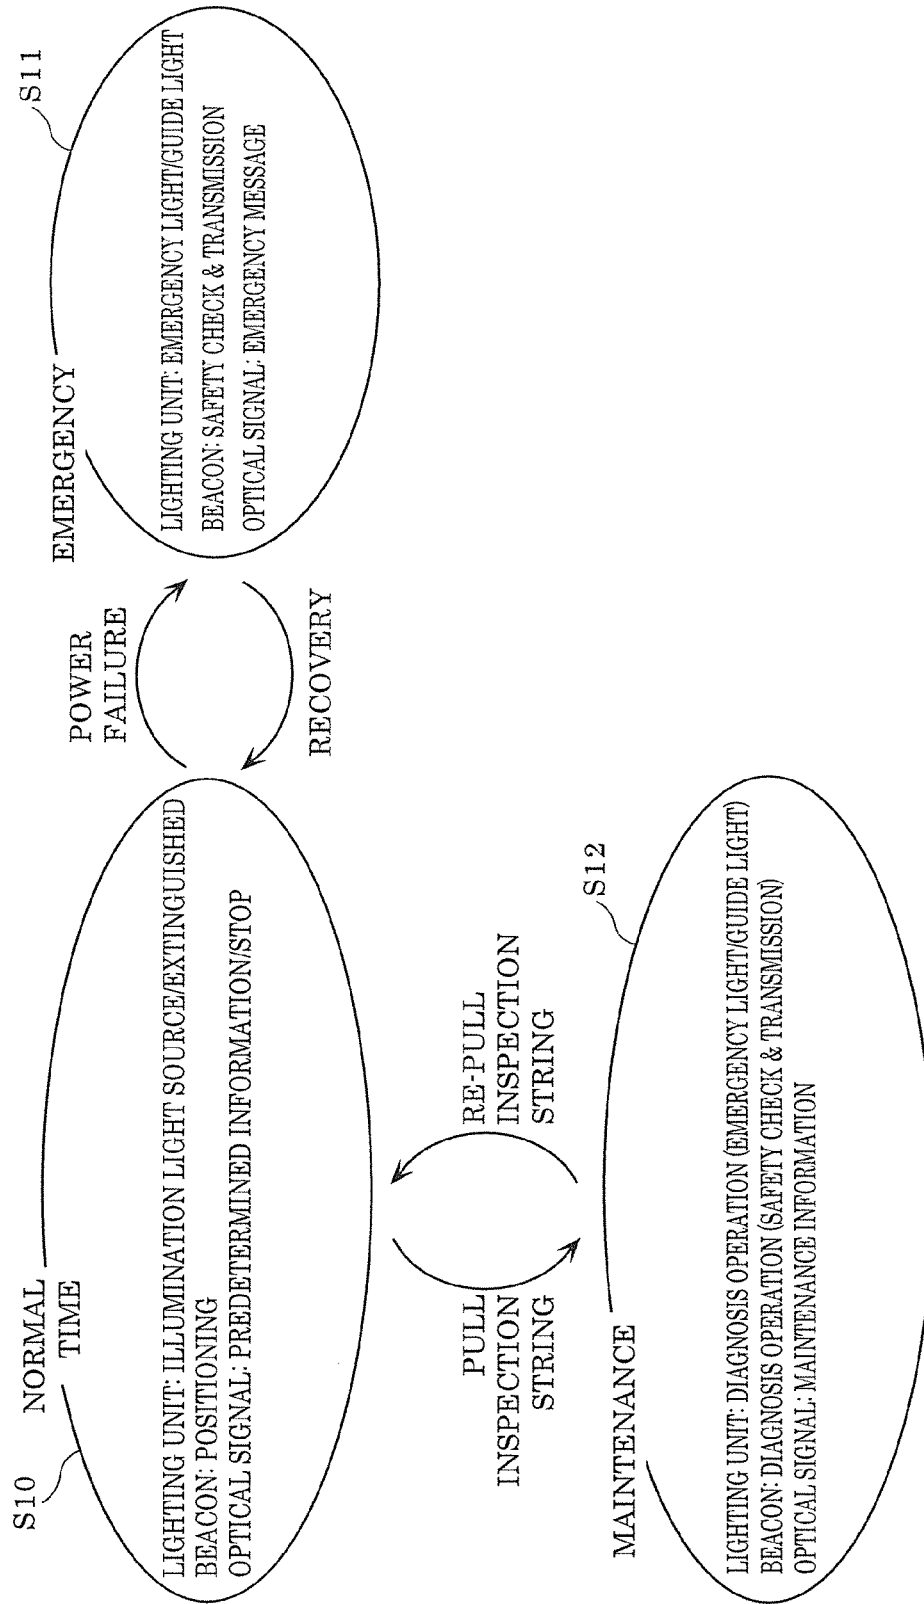 S10
NORMAL
TIME
LIGHTING UNIT: ILLUMINATION LIGHT SOURCE/EXTINGUISHED
BEACON: POSITIONING
OPTICAL SIGNAL: PREDETERMINED INFORMATION/STOP
POWER
FAILURE
RECOVERY
EMERGENCY
S11
LIGHTING UNIT: EMERGENCY LIGHT/GUIDE LIGHT
BEACON: SAFETY CHECK & TRANSMISSION
OPTICAL SIGNAL: EMERGENCY MESSAGE
PULL
INSPECTION
STRING
RE-PULL
INSPECTION
STRING
MAINTENANCE
S12
LIGHTING UNIT: DIAGNOSIS OPERATION (EMERGENCY LIGHT/GUIDE LIGHT)
BEACON: DIAGNOSIS OPERATION (SAFETY CHECK & TRANSMISSION)
OPTICAL SIGNAL: MAINTENANCE INFORMATION